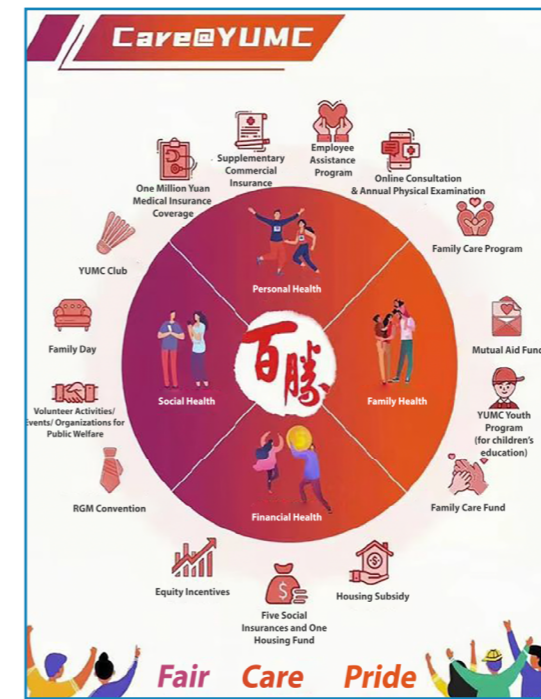 Care@YUMC
Employee
Assistance
Program
Supplementary
Commercial
Insurance
Online Consultation
& Annual Physical Examination
One Million Yuan
Medical Insurance
Coverage
Family Care Program
YUMC Club
Personal Health
Family Day
Mutual Aid Fund
百勝
Social Health
Family Health
Volunteer Activities/
Events/ Organizations for
Public Welfare
YUMC Youth
Program
(for children's
education)
RGM Convention
Family Care Fund
Financial Health
Equity Incentives
Housing Subsidy
Five Social
Insurances and One
Housing Fund
Fair Care Pride